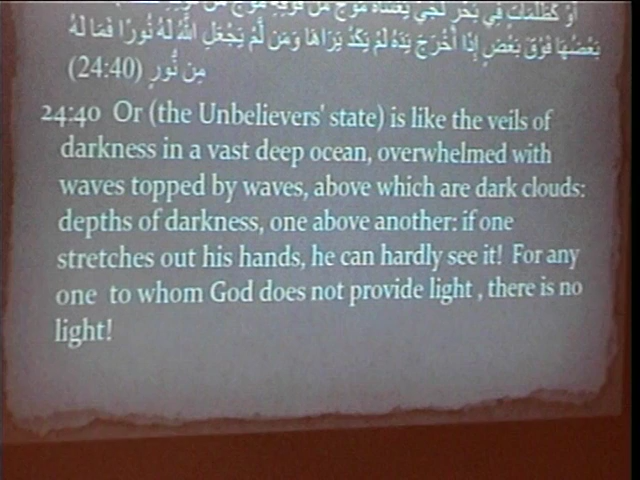 أَوْ كَظُلُمَاتٍ فِي بَحْرٍ لُّجِّيٍّ يَغْشَاهُ مَوْجٌ مِّن فَوْقِهِ مَوْجٌ مِّن
بَعْضُهَا فَوْقَ بَعْضٍ إِذَا أَخْرَجَ يَدَهُ لَمْ يَكَدْ يَرَاهَا وَمَن لَّمْ يَجْعَلِ اللَّهُ لَهُ نُورًا فَمَا لَهُ
مِن نُّورٍ (24:40)
24:40 Or (the Unbelievers' state) is like the veils of
darkness in a vast deep ocean, overwhelmed with
waves topped by waves, above which are dark clouds:
depths of darkness, one above another: if one
stretches out his hands, he can hardly see it! For any
one to whom God does not provide light , there is no
light!